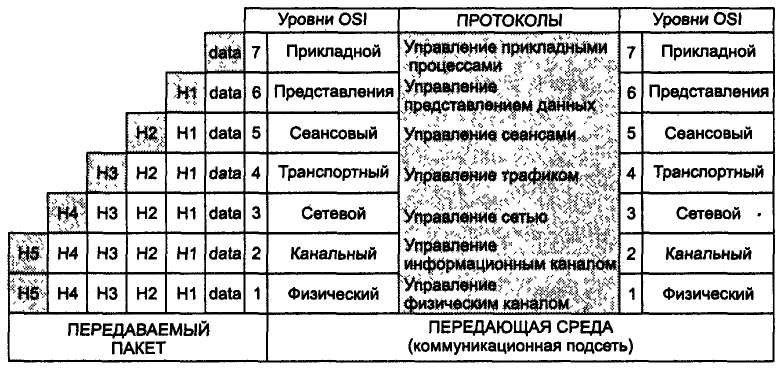 Уровни OSI ПРОТОКОЛЫ Уровни OSI
data 7 Прикладной Управление прикладными процессами 7 Прикладной
H1 data 6 Представления Управление представлением данных 6 Представления
H2 H1 data 5 Сеансовый Управление сеансами 5 Сеансовый
H3 H2 H1 data 4 Транспортный Управление трафиком 4 Транспортный
H4 H3 H2 H1 data 3 Сетевой Управление сетью 3 Сетевой
H5 H4 H3 H2 H1 data 2 Канальный Управление информационным каналом 2 Канальный
H5 H4 H3 H2 H1 data 1 Физический Управление физическим каналом 1 Физический
ПЕРЕДАВАЕМЫЙ ПАКЕТ
ПЕРЕДАЮЩАЯ СРЕДА
(коммуникационная подсеть)